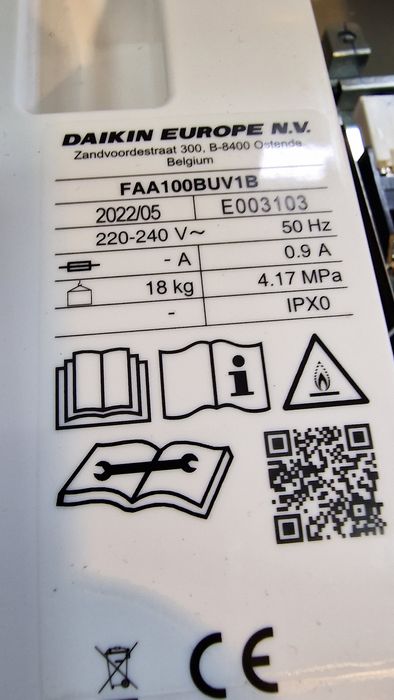 DAIKIN EUROPE N.V.
Zandvoordestraat 300, B-8400 Ostende
Belgium
FAA100BUV1B
2022/05 E003103
220-240 V~ 50 Hz
- A 0.9 A
18 kg 4.17 MPa
- IPX0
i
CE